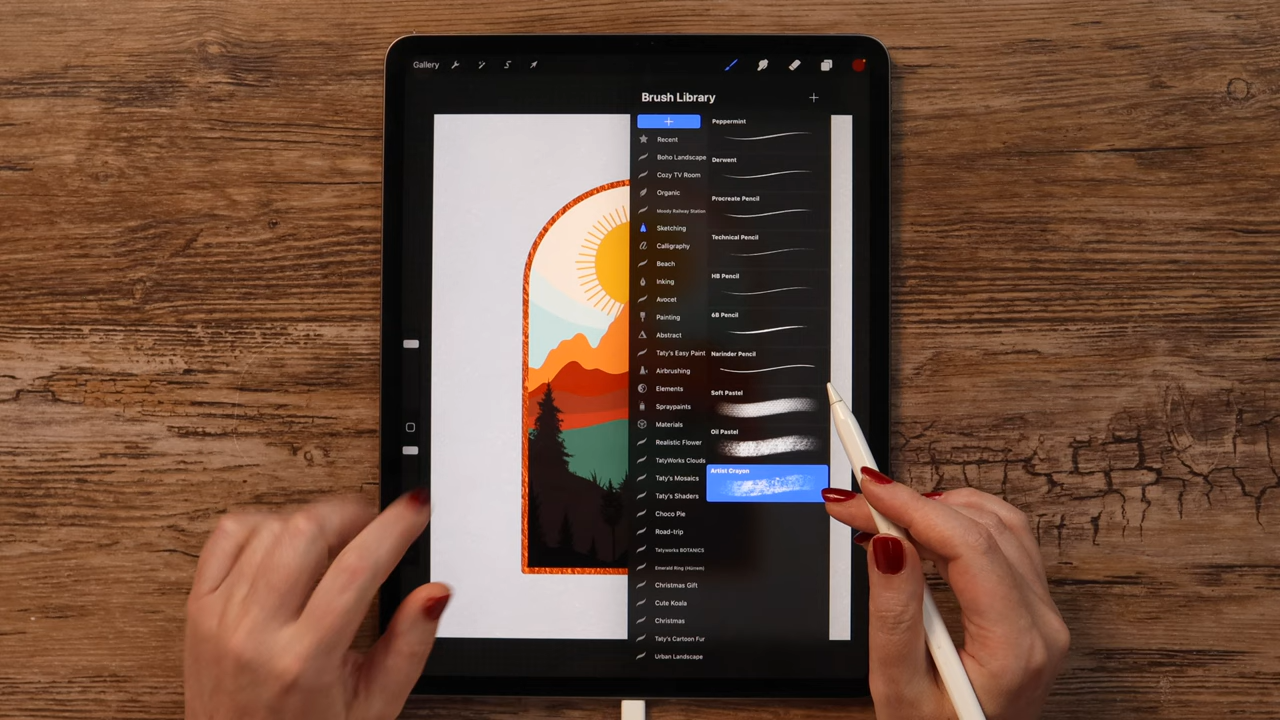 Gallery
Brush Library
Recent
Boho Landscape
Cozy TV Room
Organic
Moody Railway Station
Sketching
Calligraphy
Beach
Inking
Avocet
Painting
Abstract
Taty's Easy Paint
Airbrushing
Elements
Spraypaints
Materials
Realistic Flower
TatyWorks Clouds
Taty's Mosaics
Taty's Shaders
Choco Pie
Road-trip
Tatyworks BOTANICS
Emerald Ring (Hürrem)
Christmas Gift
Cute Koala
Christmas
Taty's Cartoon Fur
Urban Landscape
Peppermint
Derwent
Procreate Pencil
Technical Pencil
HB Pencil
6B Pencil
Narinder Pencil
Soft Pastel
Oil Pastel
Artist Crayon